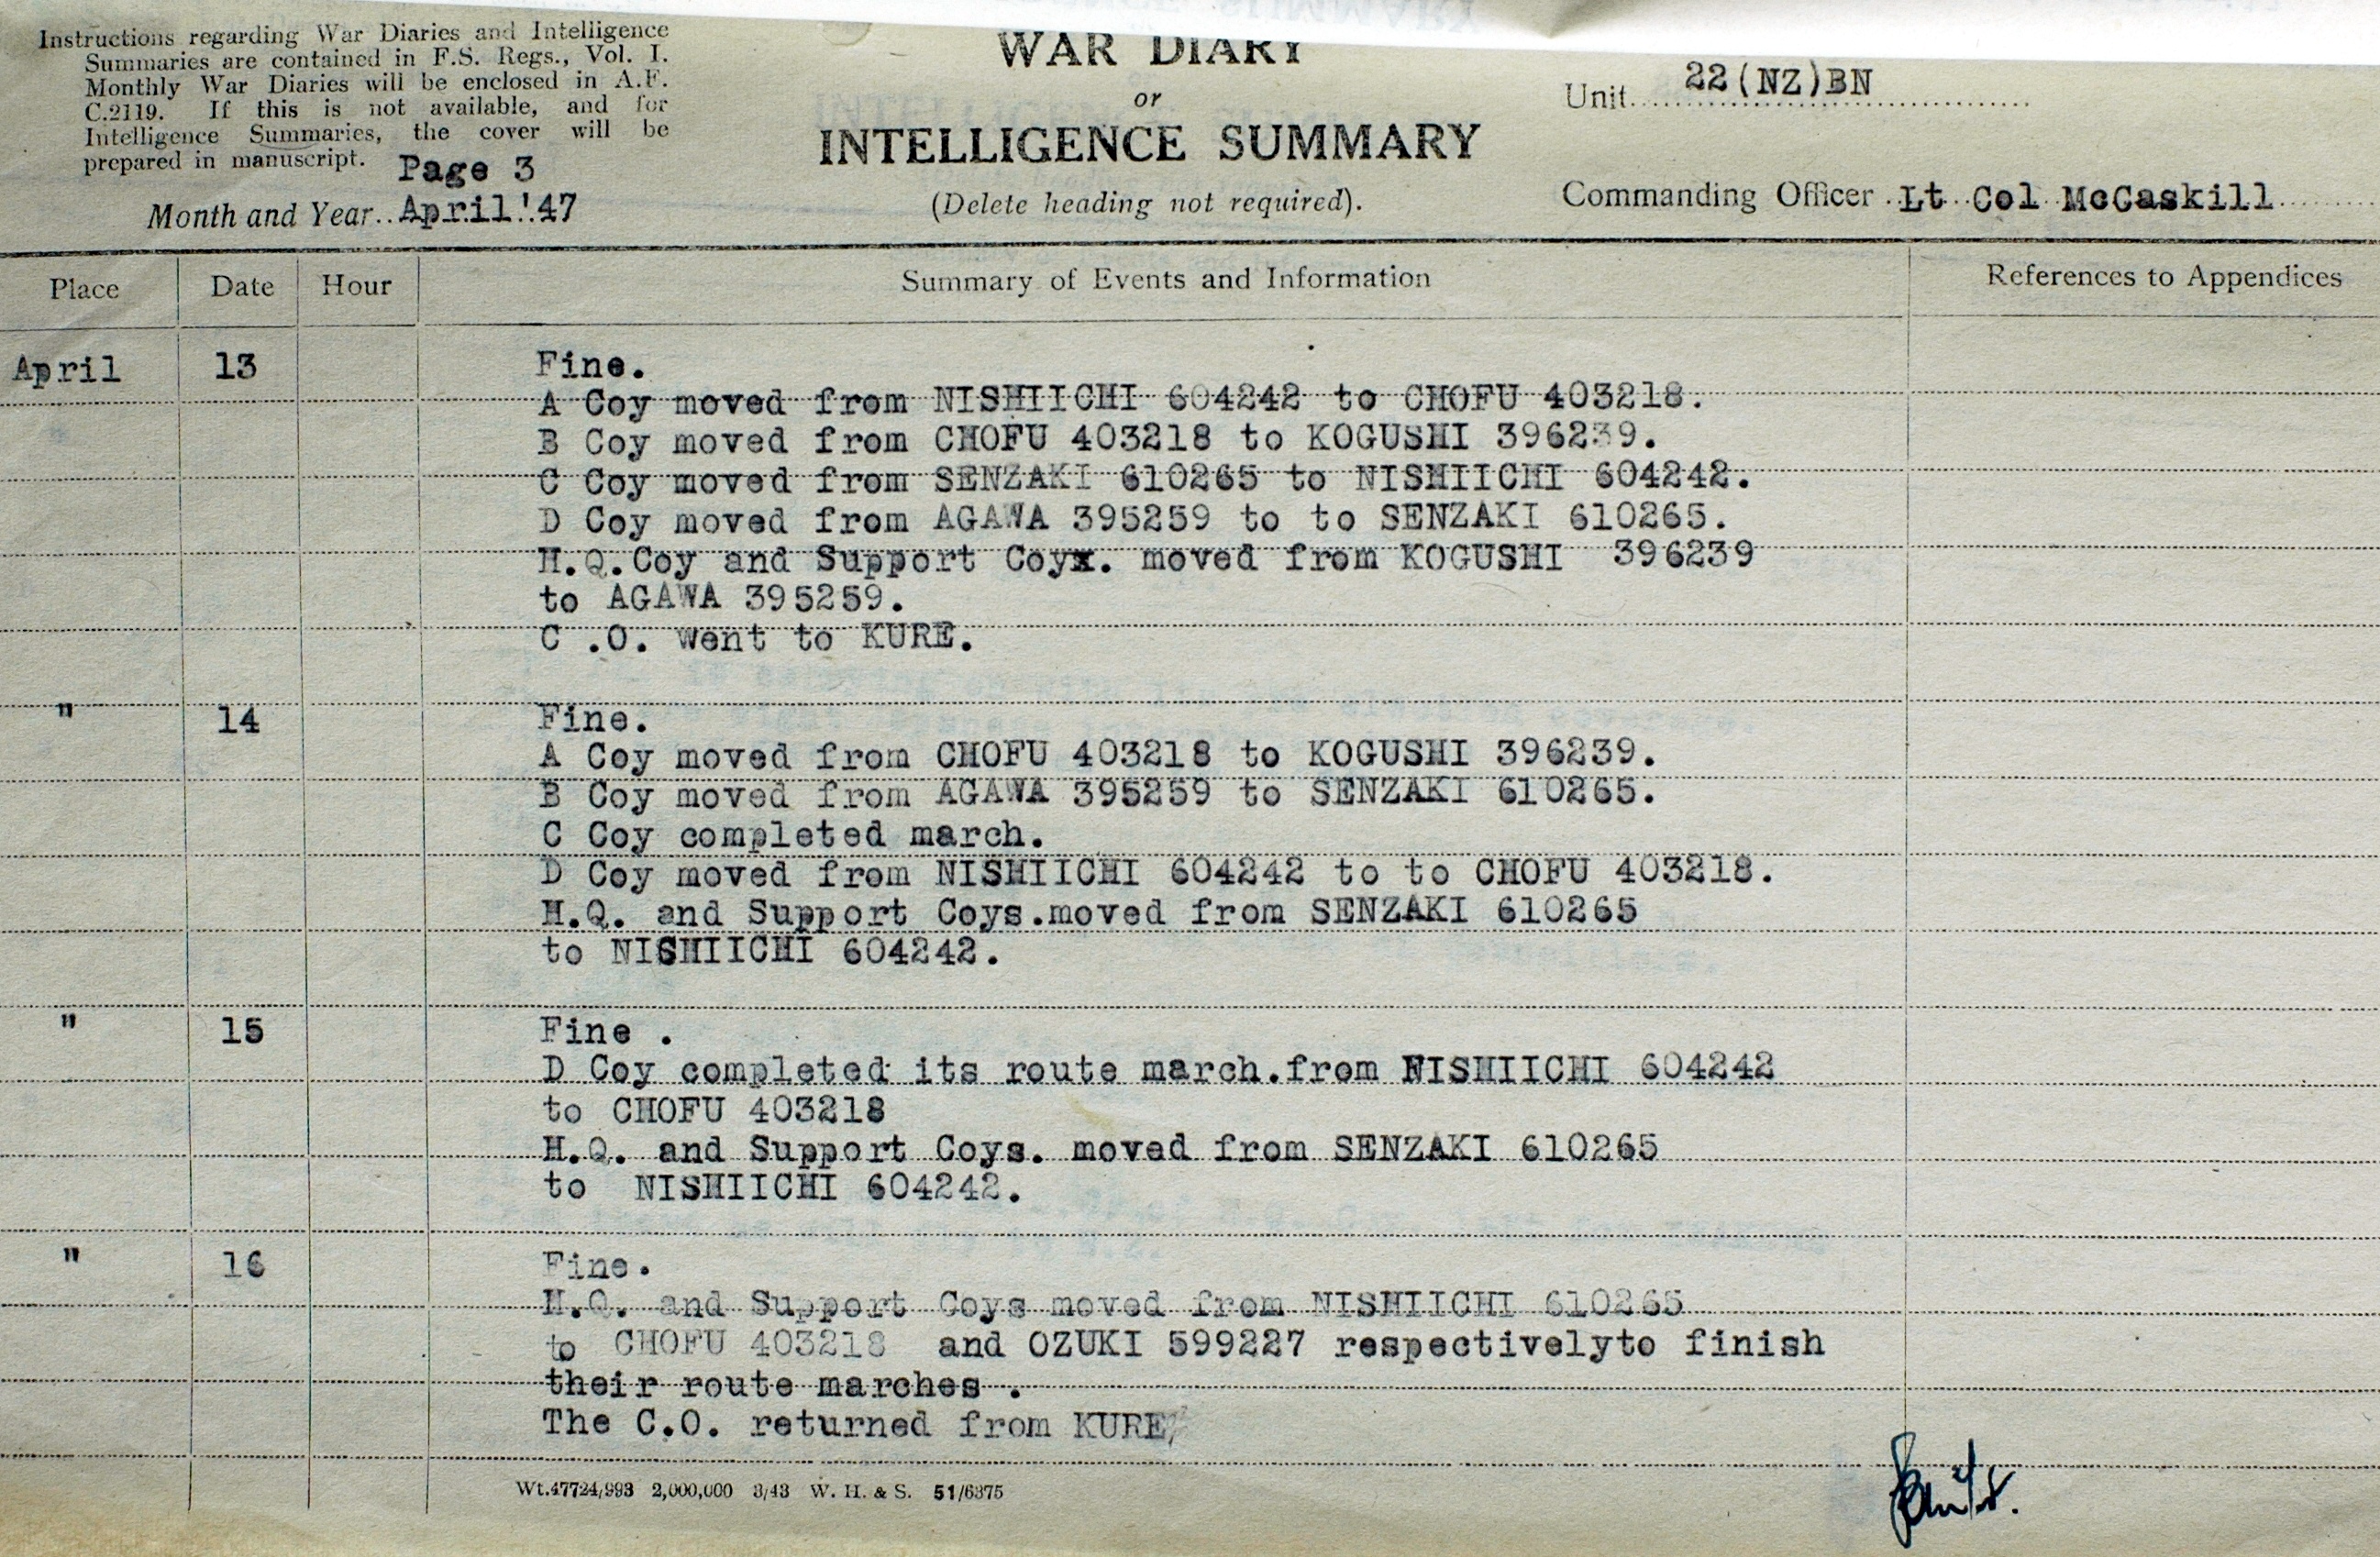 Instructions regarding War Diaries and Intelligence
Summaries are contained in F.S. Regs., Vol. I.
Monthly War Diaries will be enclosed in A.F.
C.2119. If this is not available, and for
Intelligence Summaries, the cover will be
prepared in manuscript.
Page 3
Month and Year April '47
WAR DIARY
or
INTELLIGENCE SUMMARY
(Delete heading not required).
Unit 22(NZ)BN
Commanding Officer Lt Col McCaskill
Place Date Hour Summary of Events and Information References to Appendices
April 13 Fine.
A Coy moved from NISHIICHI 604242 to CHOFU 403218.
B Coy moved from CHOFU 403218 to KOGUSHI 396239.
C Coy moved from SENZAKI 610265 to NISHIICHI 604242.
D Coy moved from AGAWA 395259 to to SENZAKI 610265.
H.Q.Coy and Support Coyx. moved from KOGUSHI 396239
to AGAWA 395259.
C .O. went to KURE.
" 14 Fine.
A Coy moved from CHOFU 403218 to KOGUSHI 396239.
B Coy moved from AGAWA 395259 to SENZAKI 610265.
C Coy completed march.
D Coy moved from NISHIICHI 604242 to to CHOFU 403218.
H.Q. and Support Coys.moved from SENZAKI 610265
to NISHIICHI 604242.
" 15 Fine .
D Coy completed its route march.from NISHIICHI 604242
to CHOFU 403218
H.Q. and Support Coys. moved from SENZAKI 610265
to NISHIICHI 604242.
" 16 Fine.
H.Q. and Support Coys moved from NISHIICHI 610265
to CHOFU 403218 and OZUKI 599227 respectivelyto finish
their route marches .
The C.O. returned from KURE
Wt.47724/993 2,000,000 3/43 W. H. & S. 51/6375